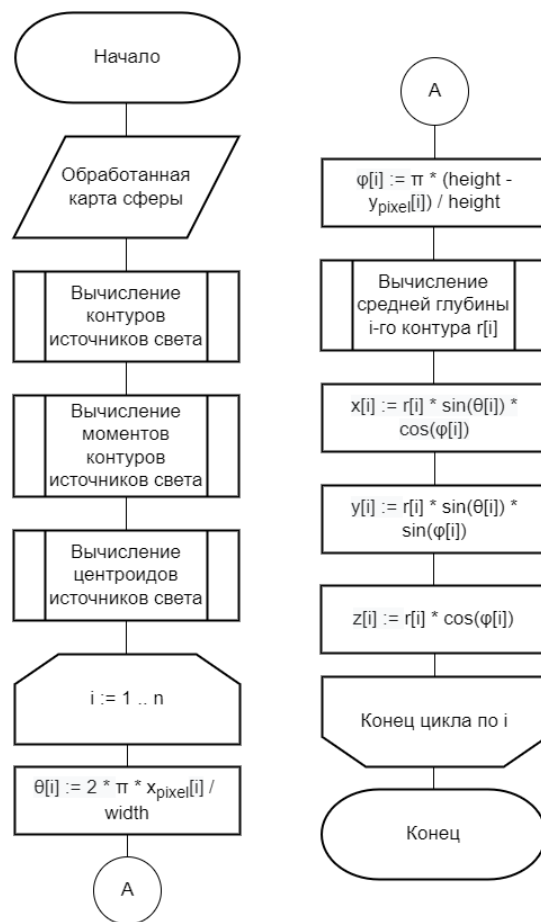 Начало
Обработанная
карта сферы
Вычисление
контуров
источников света
Вычисление
моментов
контуров
источников света
Вычисление
центроидов
источников света
i := 1 .. n
θ[i] := 2 * π * xpixel[i] /
width
A
A
φ[i] := π * (height -
ypixel[i]) / height
Вычисление
средней глубины
i-го контура r[i]
x[i] := r[i] * sin(θ[i]) *
cos(φ[i])
y[i] := r[i] * sin(θ[i]) *
sin(φ[i])
z[i] := r[i] * cos(φ[i])
Конец цикла по i
Конец